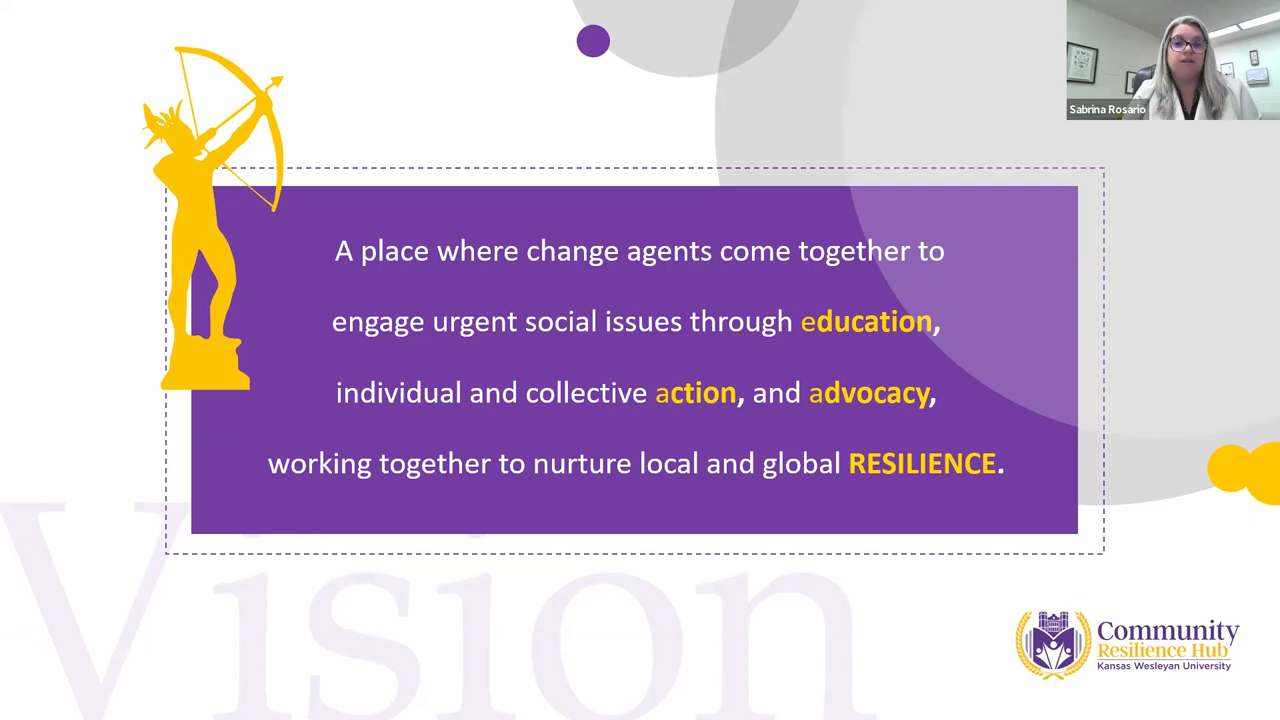 Sabrina Rosario
A place where change agents come together to
engage urgent social issues through education,
individual and collective action, and advocacy,
working together to nurture local and global RESILIENCE.
Vision
Community
Resilience Hub
Kansas Wesleyan University